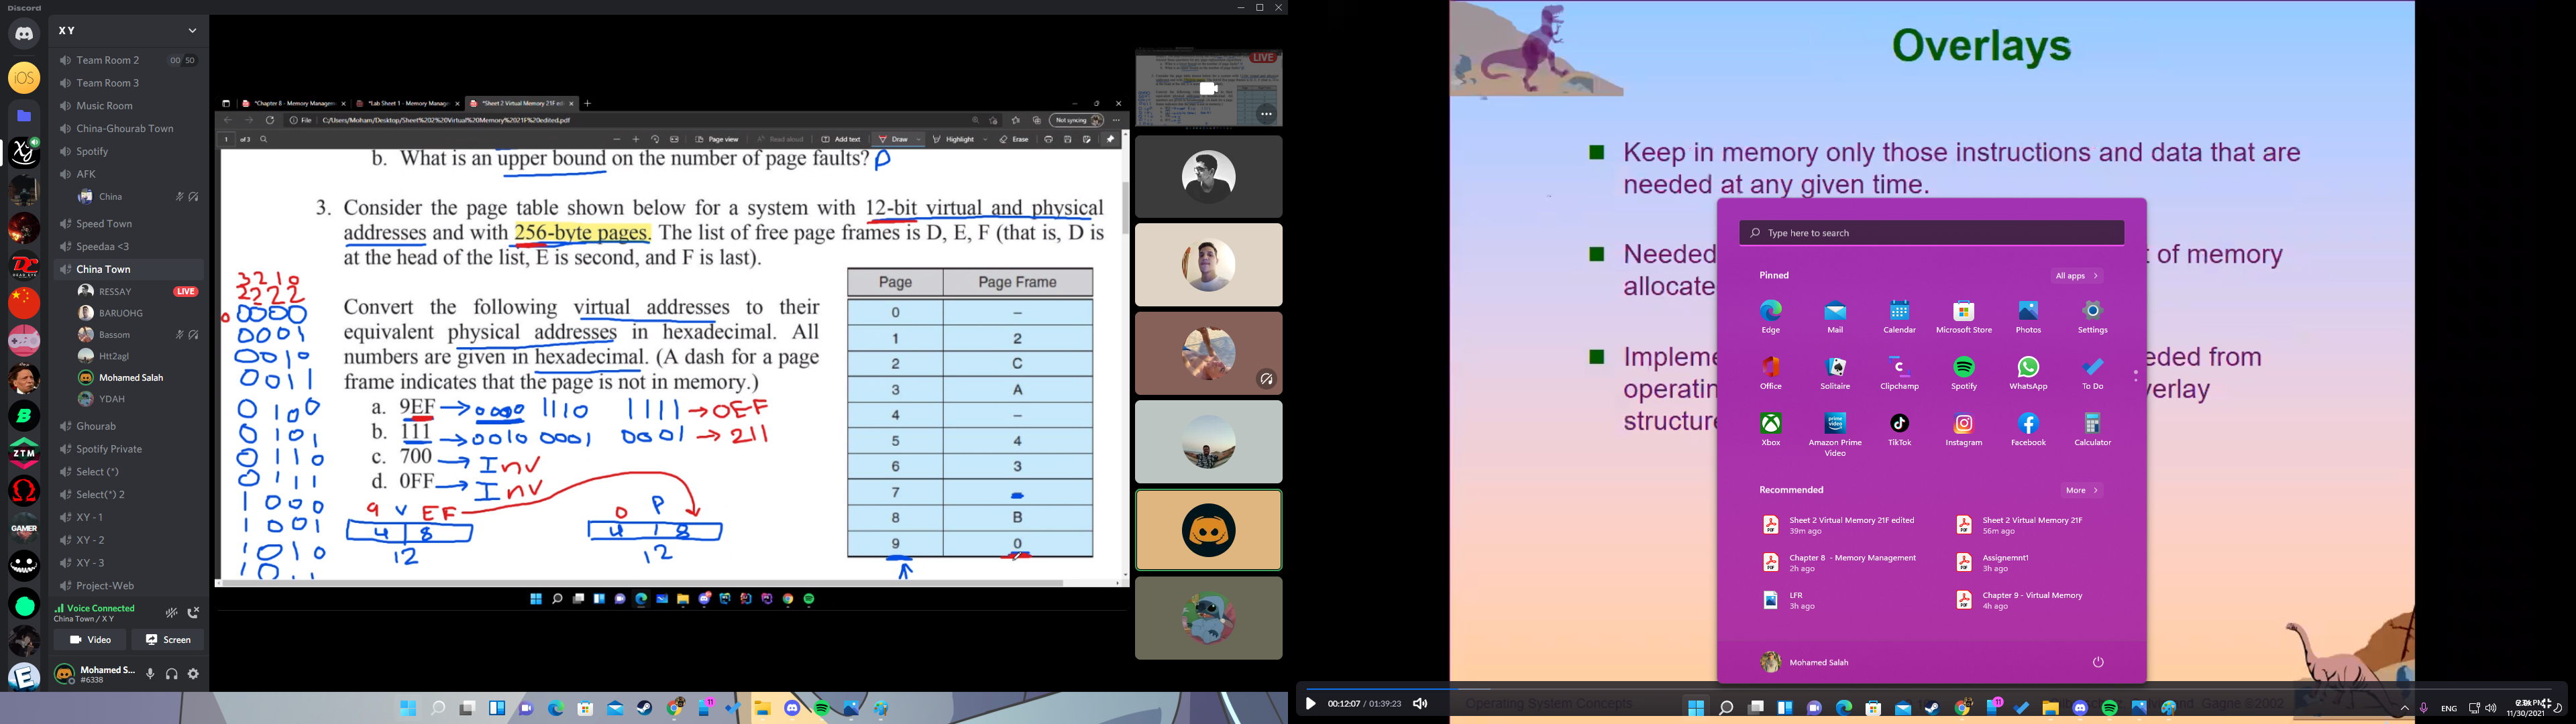 Discord
X Y
Team Room 2
00 50
Team Room 3
Music Room
China-Ghourab Town
Spotify
AFK
China
Speed Town
Speedaa <3
China Town
RESSAY
LIVE
BARUOHG
Bassom
Htt2agl
Mohamed Salah
YDAH
Ghourab
Spotify Private
Select (*)
Select(*) 2
XY - 1
XY - 2
XY - 3
Project-Web
Voice Connected
China Town / X Y
Video
Screen
Mohamed S...
#6338
iOS
ZTM
GAMER
*Chapter 8 - Memory Managem
*Lab Sheet 1 - Memory Manage
*Sheet 2 Virtual Memory 21F edi
File
C:/Users/Moham/Desktop/Sheet%202%20Virtual%20Memory%2021F%20edited.pdf
Not syncing
1 of 3
Page view
Read aloud
Add text
Draw
Highlight
Erase
b. What is an upper bound on the number of page faults? P
3. Consider the page table shown below for a system with 12-bit virtual and physical
addresses and with 256-byte pages. The list of free page frames is D, E, F (that is, D is
at the head of the list, E is second, and F is last).
Convert the following virtual addresses to their
equivalent physical addresses in hexadecimal. All
numbers are given in hexadecimal. (A dash for a page
frame indicates that the page is not in memory.)
a. 9EF → 0000 1110 1111 → 0EF
b. 111 → 0010 0001 0001 → 211
c. 700 → Inv
d. 0FF → Inv
9 V EF
4 8
12
0 P
4 8
12
3 2 1 0
2 2 2 2
0 0000
0001
0010
0011
0100
0101
0110
0111
1000
1001
1010
Page Page Frame
0 –
1 2
2 C
3 A
4 –
5 4
6 3
7 –
8 B
9 0
LIVE
Overlays
Keep in memory only those instructions and data that are
needed at any given time.
Needed
t of memory
allocate
Impleme
eded from
operatin
verlay
structur
Type here to search
Pinned
All apps >
Edge
Mail
Calendar
Microsoft Store
Photos
Settings
Office
Solitaire
Clipchamp
Spotify
WhatsApp
To Do
Xbox
Amazon Prime
Video
TikTok
Instagram
Facebook
Calculator
Recommended
More >
Sheet 2 Virtual Memory 21F edited
39m ago
Sheet 2 Virtual Memory 21F
56m ago
Chapter 8 - Memory Management
2h ago
Assignemnt1
3h ago
LFR
3h ago
Chapter 9 - Virtual Memory
4h ago
Mohamed Salah
00:12:07 / 01:39:23
Operating System Concepts
and Gagne ©2002
ENG
11/30/2021